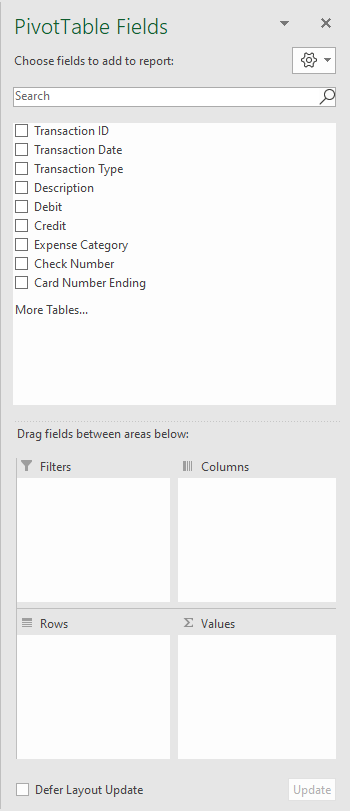 PivotTable Fields
Choose fields to add to report:
Search
Transaction ID
Transaction Date
Transaction Type
Description
Debit
Credit
Expense Category
Check Number
Card Number Ending
More Tables...
Drag fields between areas below:
Filters
Columns
Rows
Σ Values
Defer Layout Update
Update